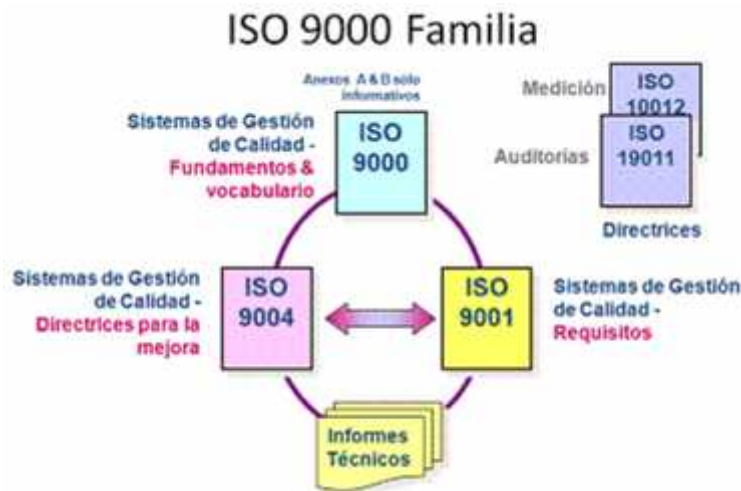 ISO 9000 Familia
Anexos A & B sólo
informativos
ISO
9000
Sistemas de Gestión
de Calidad -
Fundamentos &
vocabulario
Medición
ISO
10012
Auditorias
ISO
19011
Directrices
Sistemas de Gestión
de Calidad -
Directrices para la
mejora
ISO
9004
ISO
9001
Sistemas de Gestión
de Calidad -
Requisitos
Informes
Técnicos